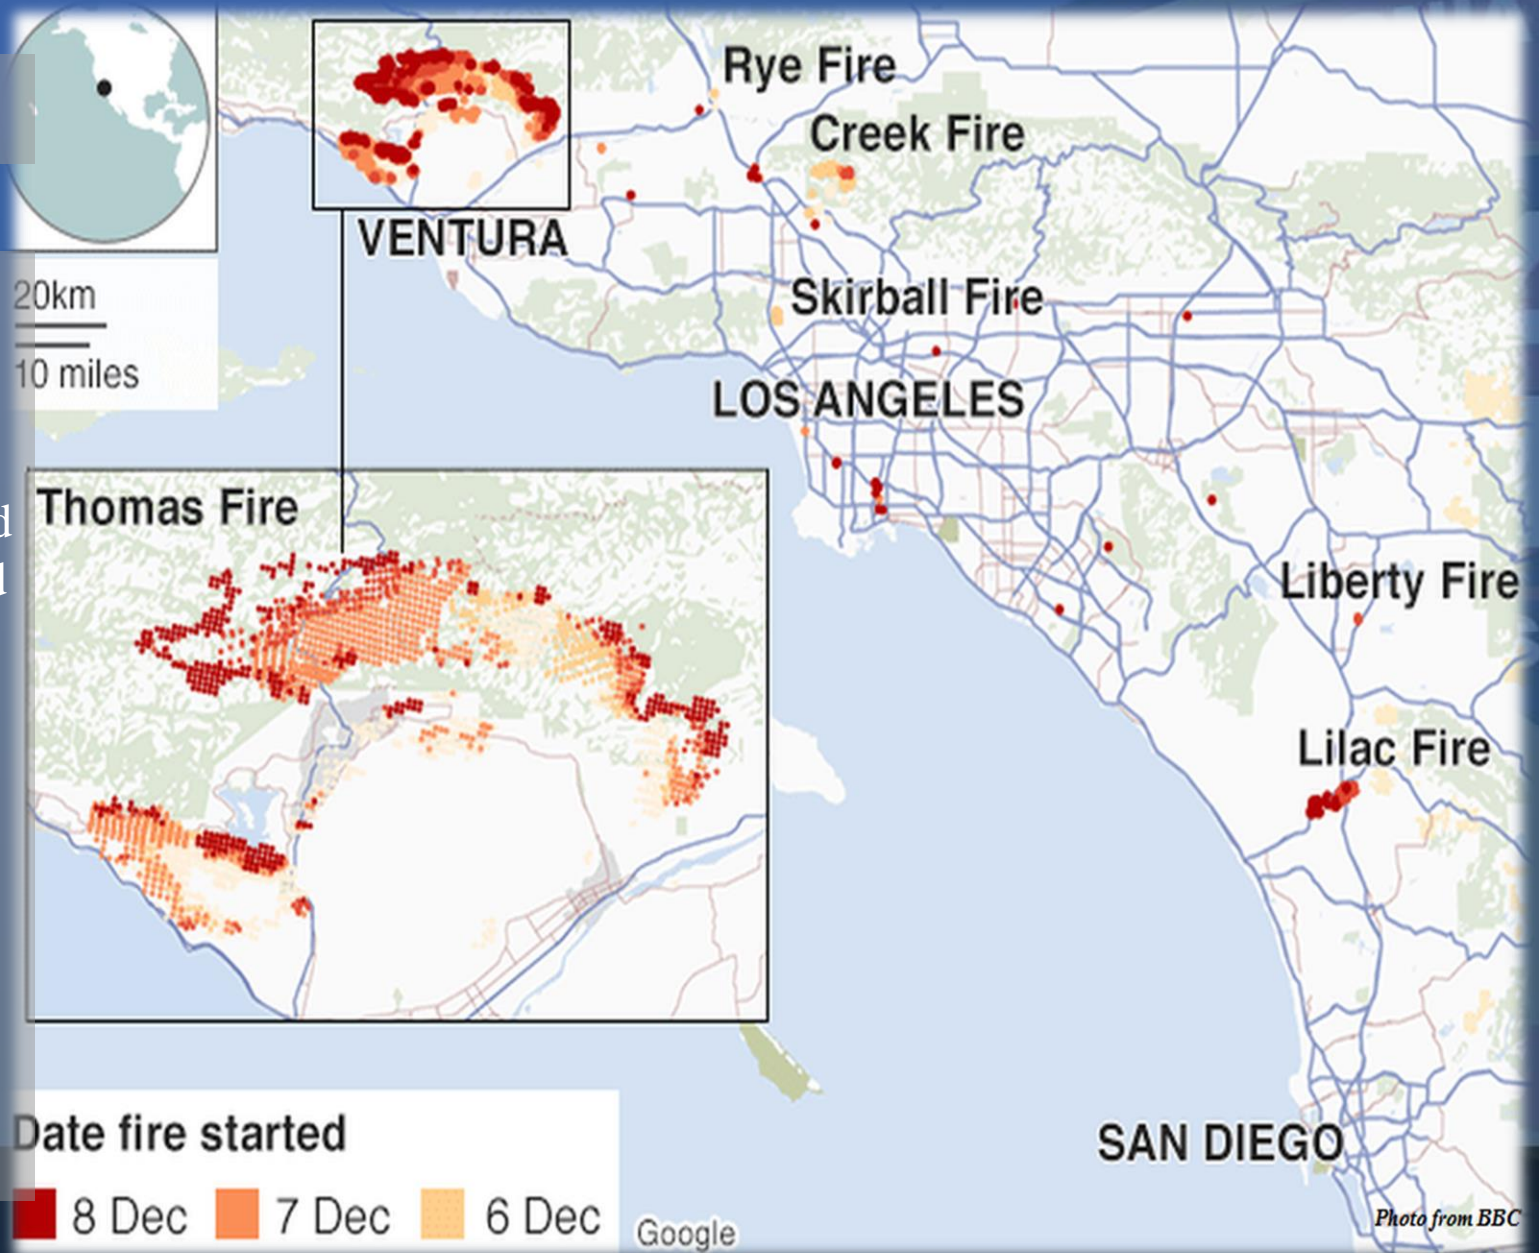 Rye Fire
Creek Fire
VENTURA
20km
10 miles
Skirball Fire
LOS ANGELES
Thomas Fire
Liberty Fire
Lilac Fire
SAN DIEGO
Date fire started
8 Dec 7 Dec 6 Dec
Google
Photo from BBC